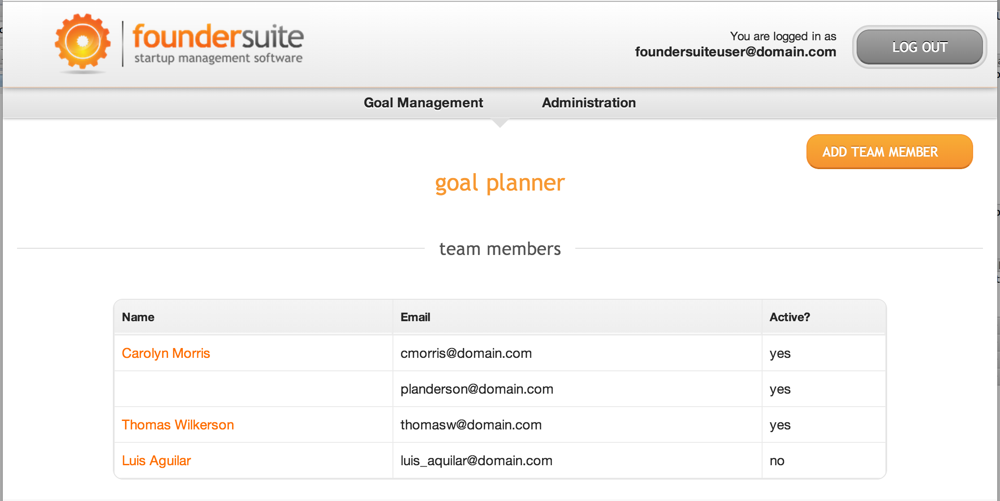 foundersuite
startup management software
You are logged in as
foundersuiteuser@domain.com
LOG OUT
Goal Management Administration
ADD TEAM MEMBER
goal planner
team members
Name Email Active?
Carolyn Morris cmorris@domain.com yes
planderson@domain.com yes
Thomas Wilkerson thomasw@domain.com yes
Luis Aguilar luis_aquilar@domain.com no